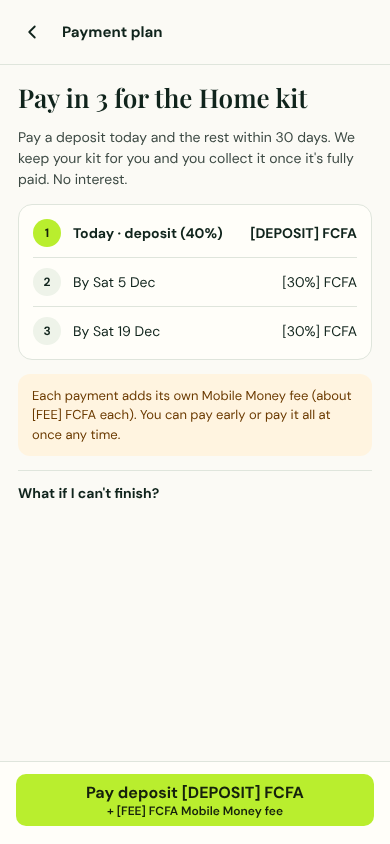 Payment plan
Pay in 3 for the Home kit
Pay a deposit today and the rest within 30 days. We
keep your kit for you and you collect it once it's fully
paid. No interest.
1 Today · deposit (40%) [DEPOSIT] FCFA
2 By Sat 5 Dec [30%] FCFA
3 By Sat 19 Dec [30%] FCFA
Each payment adds its own Mobile Money fee (about
[FEE] FCFA each). You can pay early or pay it all at
once any time.
What if I can't finish?
Pay deposit [DEPOSIT] FCFA
+ [FEE] FCFA Mobile Money fee